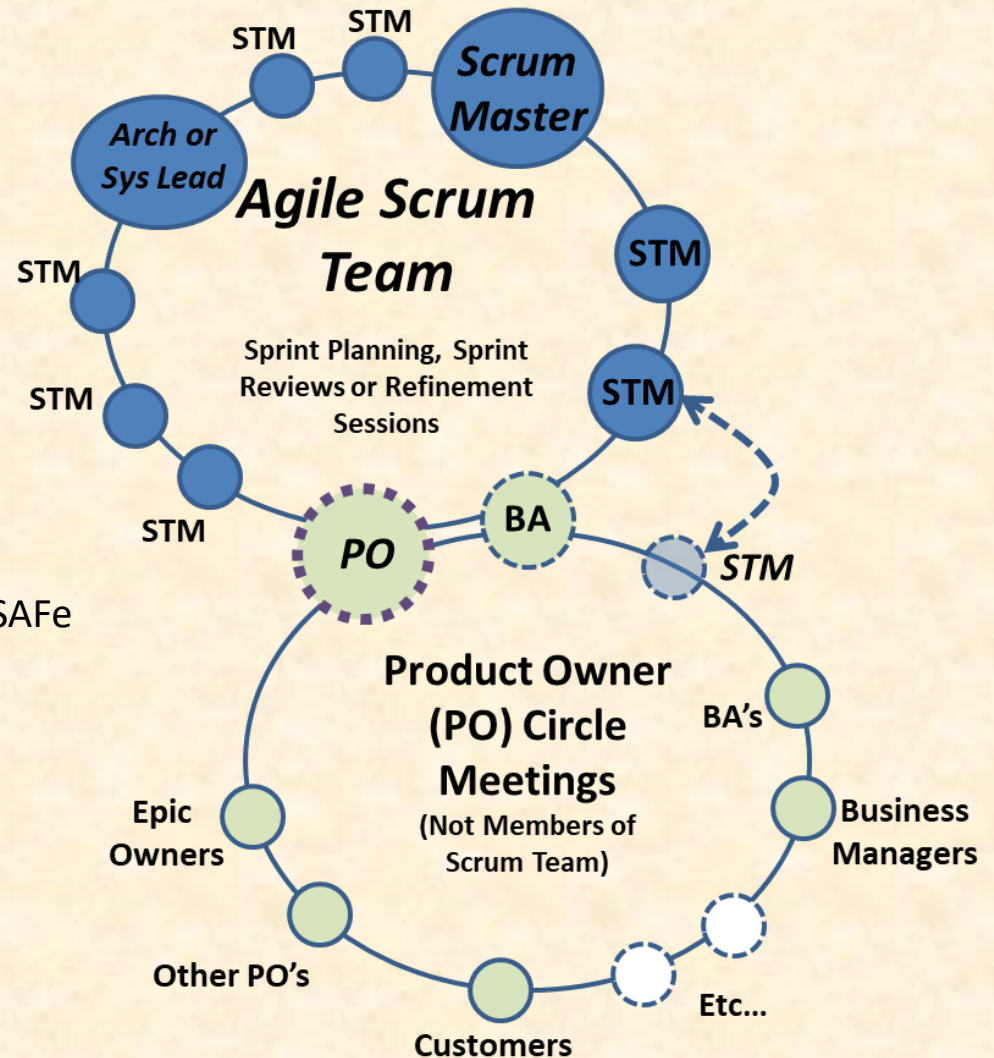 STM
STM
Scrum
Master
Arch or
Sys Lead
Agile Scrum
Team
STM
STM
Sprint Planning, Sprint
Reviews or Refinement
Sessions
STM
STM
STM
PO
BA
STM
SAFe
Product Owner
(PO) Circle
Meetings
(Not Members of
Scrum Team)
BA's
Epic
Owners
Business
Managers
Other PO's
Etc...
Customers